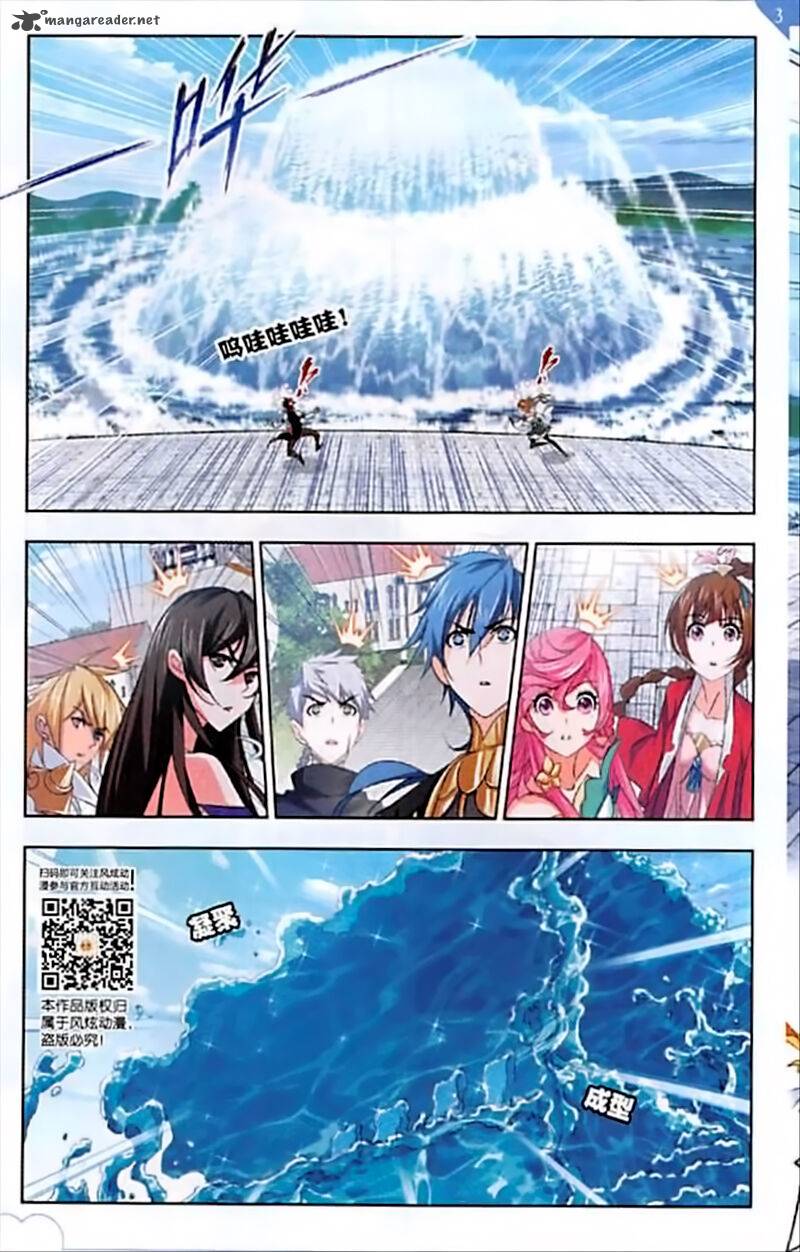 mangareader.net
3
哗
呜哇哇哇哇!
扫码即可关注风炫动
漫参与官方互动活动!
凝聚
本作品版权归
属于风炫动漫,
盗版必究!
成型